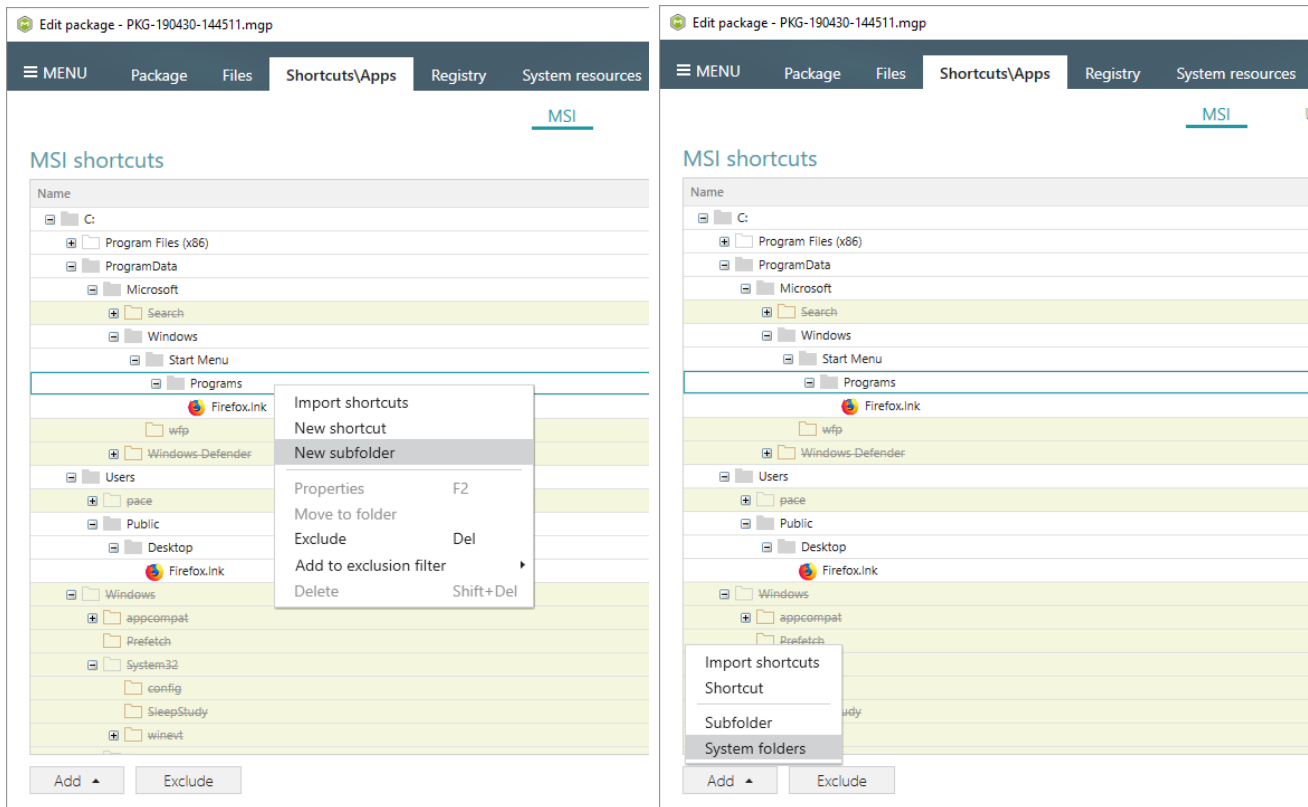 Edit package - PKG-190430-144511.mgp
MENU Package Files Shortcuts\Apps Registry System resources
MSI
MSI shortcuts
Name
C:
Program Files (x86)
ProgramData
Microsoft
Search
Windows
Start Menu
Programs
Firefox.lnk
wfp
Windows Defender
Users
pace
Public
Desktop
Firefox.lnk
Windows
appcompat
Prefetch
System32
config
SleepStudy
winevt
Import shortcuts
New shortcut
New subfolder
Properties F2
Move to folder
Exclude Del
Add to exclusion filter
Delete Shift+Del
Add Exclude
Edit package - PKG-190430-144511.mgp
MENU Package Files Shortcuts\Apps Registry System resources
MSI
MSI shortcuts
Name
C:
Program Files (x86)
ProgramData
Microsoft
Search
Windows
Start Menu
Programs
Firefox.lnk
wfp
Windows Defender
Users
pace
Public
Desktop
Firefox.lnk
Windows
appcompat
Prefetch
Import shortcuts
Shortcut
Subfolder
System folders
Add Exclude